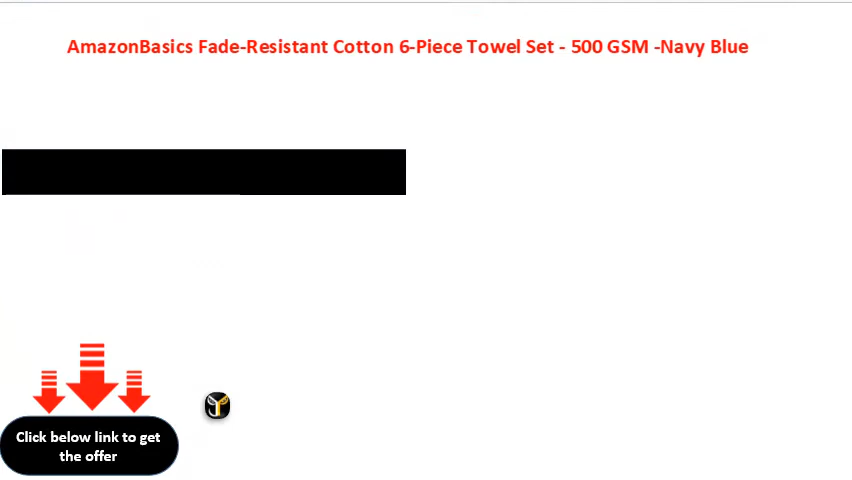 AmazonBasics Fade-Resistant Cotton 6-Piece Towel Set - 500 GSM -Navy Blue
Click below link to get
the offer